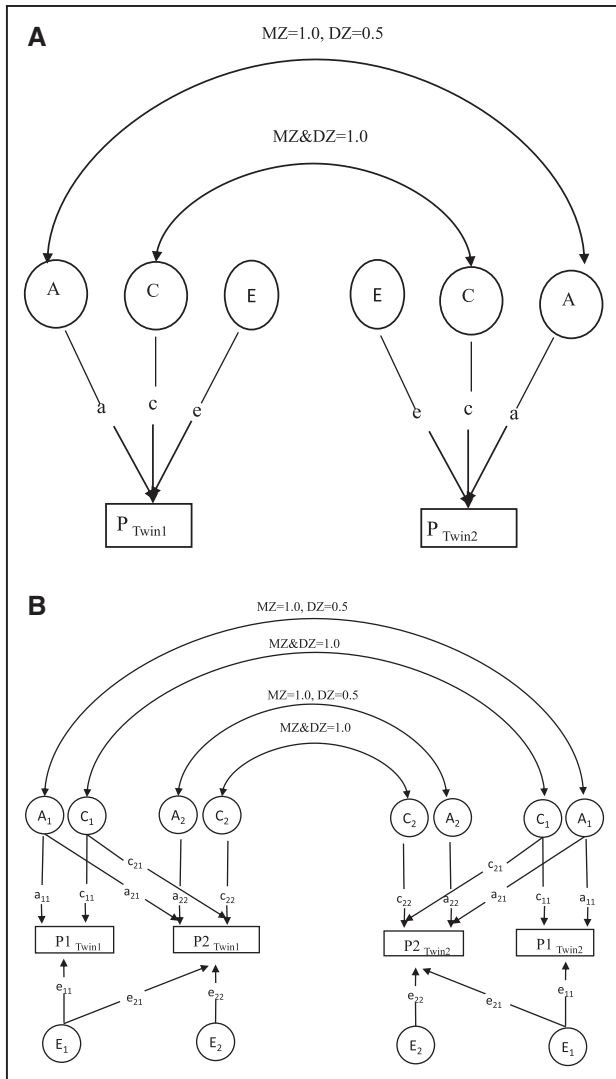 A
MZ=1.0, DZ=0.5
MZ&DZ=1.0
A C E E C A
a c e e c a
P Twin1 P Twin2
B
MZ=1.0, DZ=0.5
MZ&DZ=1.0
MZ=1.0, DZ=0.5
MZ&DZ=1.0
A₁ C₁ A₂ C₂ C₂ A₂ C₁ A₁
c₂₁ c₂₁
a₁₁ c₁₁ a₂₁ a₂₂ c₂₂ c₂₂ a₂₂ a₂₁ c₁₁ a₁₁
P1 Twin1 P2 Twin1 P2 Twin2 P1 Twin2
e₁₁ e₂₁ e₂₂ e₂₂ e₂₁ e₁₁
E₁ E₂ E₂ E₁